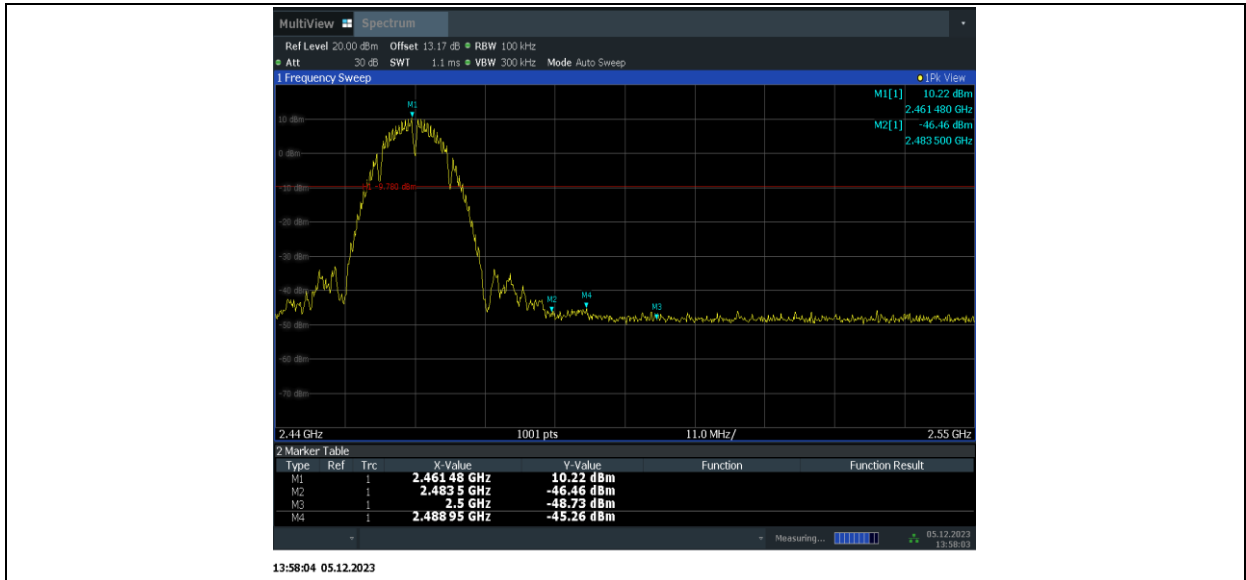 MultiView Spectrum
Ref Level 20.00 dBm Offset 13.17 dB RBW 100 kHz
Att 30 dB SWT 1.1 ms VBW 300 kHz Mode Auto Sweep
1 Frequency Sweep 1Pk View
M1[1] 10.22 dBm
2.461 480 GHz
M2[1] -46.46 dBm
2.483 500 GHz
M1
10 dBm
0 dBm
-10 dBm
-9.780 dBm
-20 dBm
-30 dBm
-40 dBm
M2 M4 M3
-50 dBm
-60 dBm
-70 dBm
2.44 GHz 1001 pts 11.0 MHz/ 2.55 GHz
2 Marker Table
Type Ref Trc X-Value Y-Value Function Function Result
M1 1 2.461 48 GHz 10.22 dBm
M2 1 2.483 5 GHz -46.46 dBm
M3 1 2.5 GHz -48.73 dBm
M4 1 2.488 95 GHz -45.26 dBm
Measuring... 05.12.2023
13:58:03
13:58:04 05.12.2023